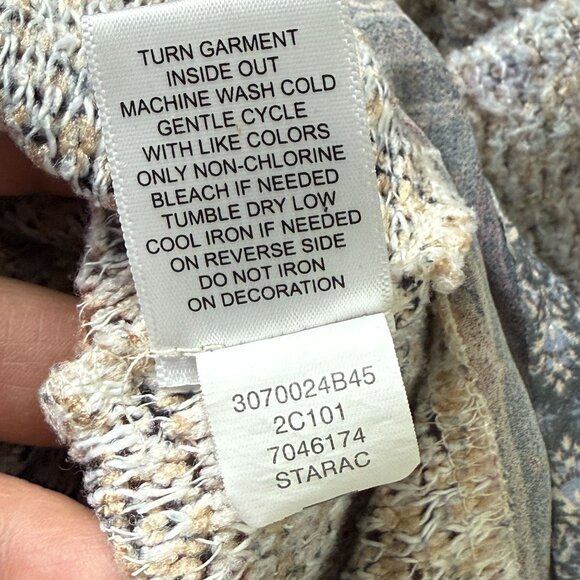 TURN GARMENT
INSIDE OUT
MACHINE WASH COLD
GENTLE CYCLE
WITH LIKE COLORS
ONLY NON-CHLORINE
BLEACH IF NEEDED
TUMBLE DRY LOW
COOL IRON IF NEEDED
ON REVERSE SIDE
DO NOT IRON
ON DECORATION
3070024B45
2C101
7046174
STARAC